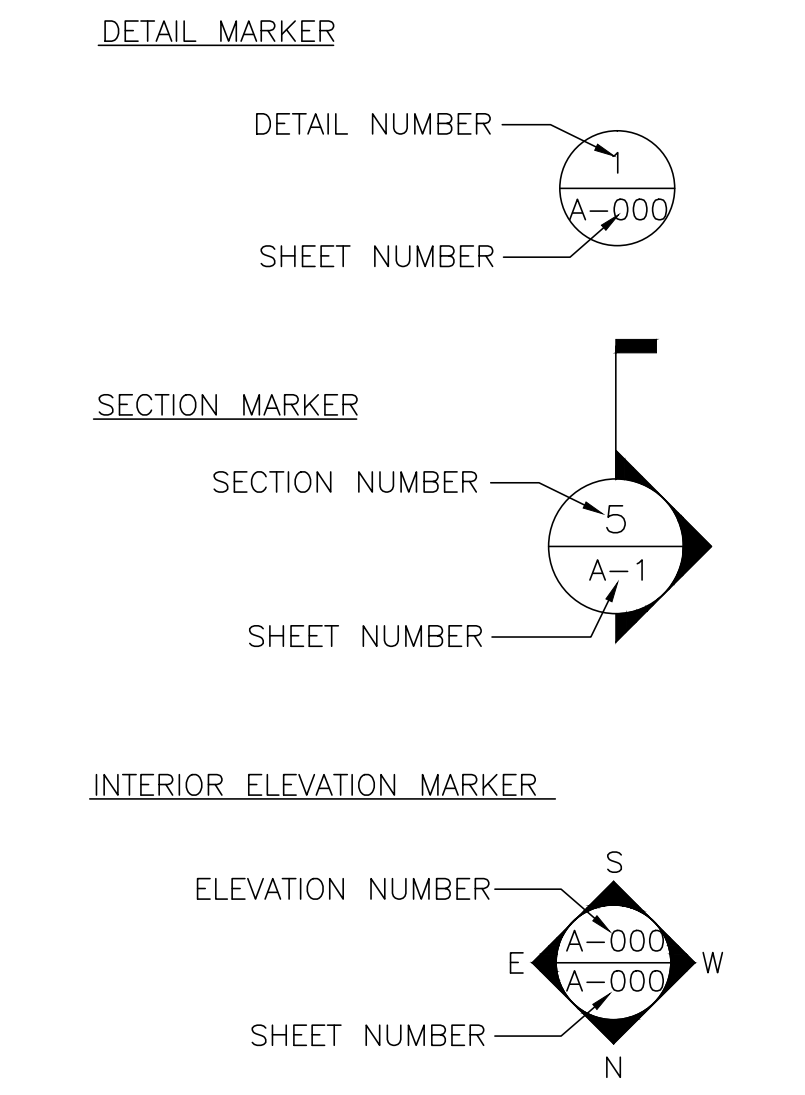 DETAIL MARKER
DETAIL NUMBER
1
A-000
SHEET NUMBER
SECTION MARKER
SECTION NUMBER
5
A-1
SHEET NUMBER
INTERIOR ELEVATION MARKER
S
ELEVATION NUMBER
A-000
E
W
A-000
SHEET NUMBER
N